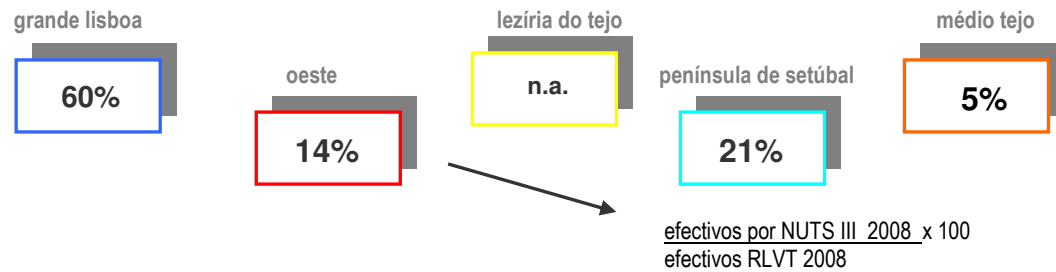 grande lisboa
60%
oeste
14%
lezíria do tejo
n.a.
península de setúbal
21%
médio tejo
5%
efectivos por NUTS III 2008 x 100
efectivos RLVT 2008